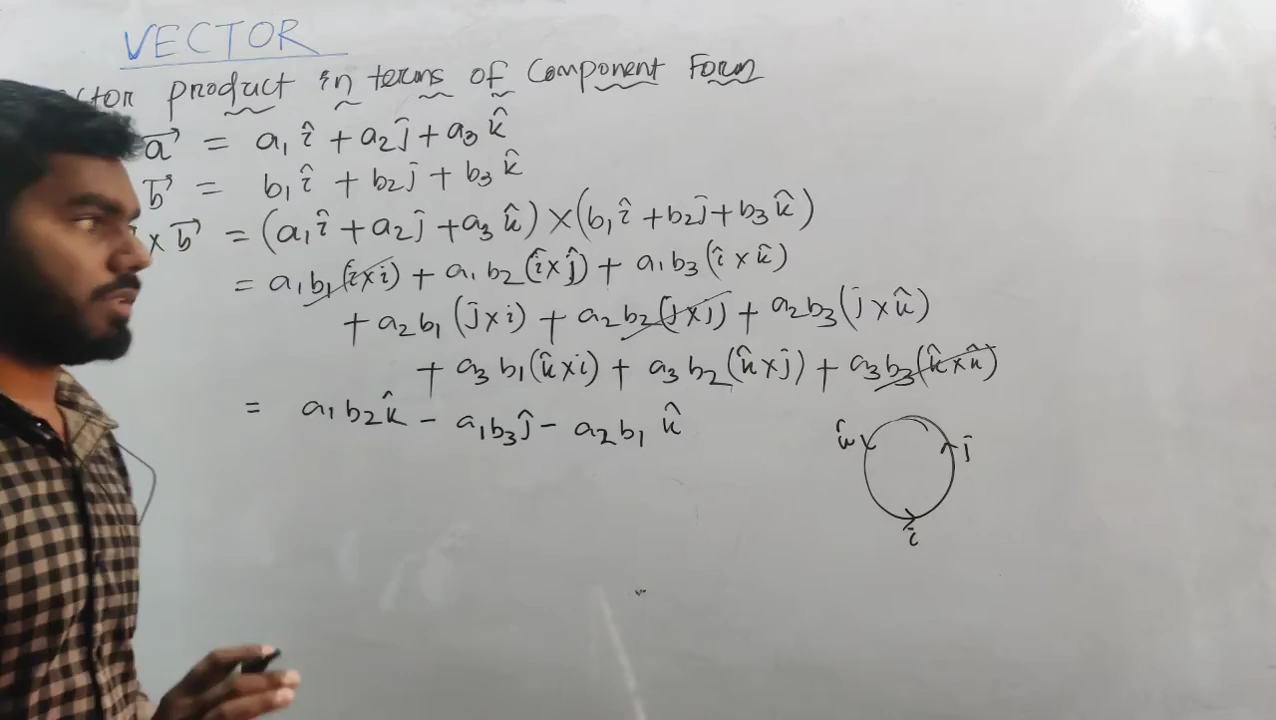 VECTOR
ctor product in terms of Component Form
a⃗ = a₁ î + a₂ ĵ + a₃ k̂
b⃗ = b₁ î + b₂ ĵ + b₃ k̂
× b⃗ = (a₁ î + a₂ ĵ + a₃ k̂) × (b₁ î + b₂ ĵ + b₃ k̂)
= a₁ b₁ (î × i) + a₁ b₂ (î × ĵ) + a₁ b₃ (î × k̂)
+ a₂ b₁ (j × i) + a₂ b₂ (j × j) + a₂ b₃ (j × k̂)
+ a₃ b₁ (k̂ × i) + a₃ b₂ (k̂ × j) + a₃ b₃ (k̂ × k̂)
= a₁ b₂ k̂ − a₁ b₃ ĵ − a₂ b₁ k̂
k̂ j̄
ī